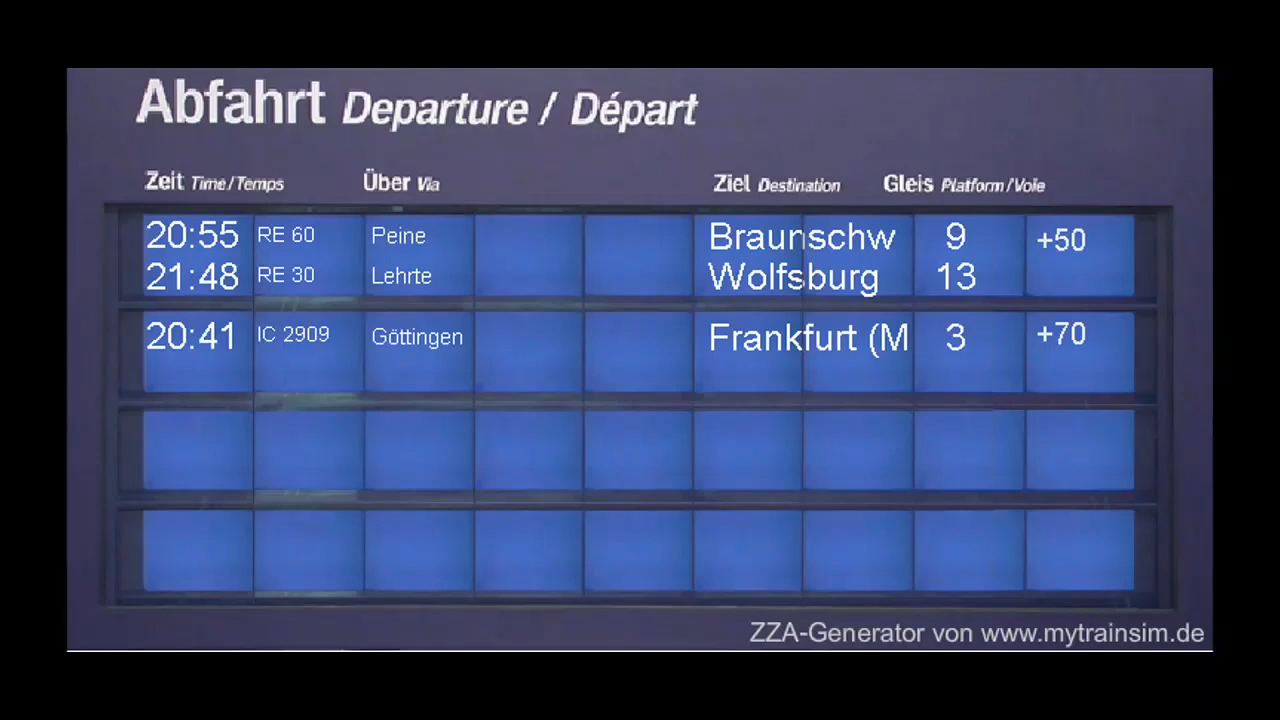 Abfahrt Departure / Départ
Zeit Time/Temps Über Via Ziel Destination Gleis Platform/Voie
20:55 RE 60 Peine Braunschw 9 +50
21:48 RE 30 Lehrte Wolfsburg 13
20:41 IC 2909 Göttingen Frankfurt (M 3 +70
ZZA-Generator von www.mytrainsim.de